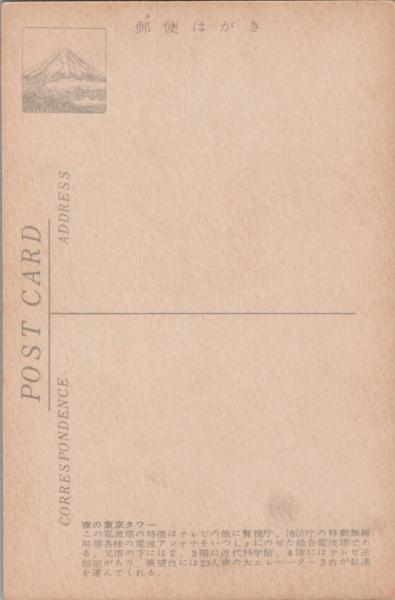 郵便はがき
POST CARD
ADDRESS
CORRESPONDENCE
夜の東京タワー
この電波塔の特徴はテレビの他に警視庁、消防庁の移動無線
用等各種の電波アンテナをいつしょにのせた総合電波塔であ
る。又塔の下には2、3階に近代科学館、4階にはテレビ送
信室があり、展望台には23人乗の大エレベーター3台が私達
を運んでくれる。